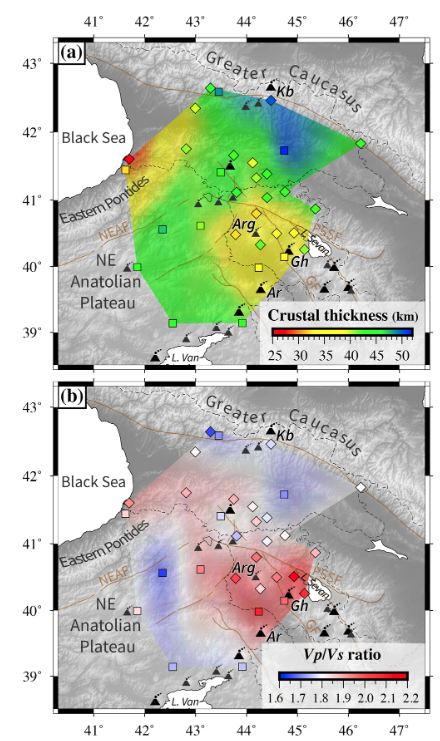 41° 42° 43° 44° 45° 46° 47°
(a)
43°
42°
41°
40°
39°
Greater Caucasus
Kb
Black Sea
Eastern Pontides
NEAF
Arg
L. Sevan
PSSF
Gh
NE
Anatolian
Plateau
Ar
L. Van
Crustal thickness (km)
25 30 35 40 45 50
(b)
43°
42°
41°
40°
39°
Greater Caucasus
Kb
Black Sea
Eastern Pontides
NEAF
Arg
L. Sevan
PSSF
Gh
NE
Anatolian
Plateau
Ar
L. Van
Vp/Vs ratio
1.6 1.7 1.8 1.9 2.0 2.1 2.2
41° 42° 43° 44° 45° 46° 47°